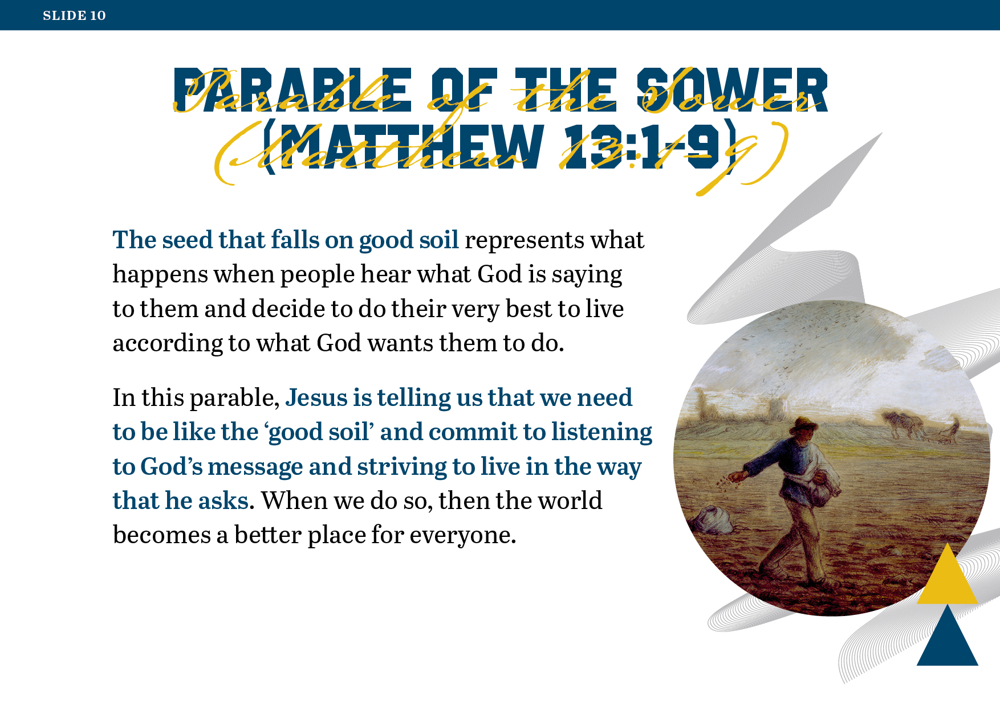 SLIDE 10
PARABLE OF THE SOWER
Parable of the Sower
(MATTHEW 13:1-9)
(Matthew 13:1-9)
The seed that falls on good soil represents what
happens when people hear what God is saying
to them and decide to do their very best to live
according to what God wants them to do.
In this parable, Jesus is telling us that we need
to be like the ‘good soil’ and commit to listening
to God’s message and striving to live in the way
that he asks. When we do so, then the world
becomes a better place for everyone.